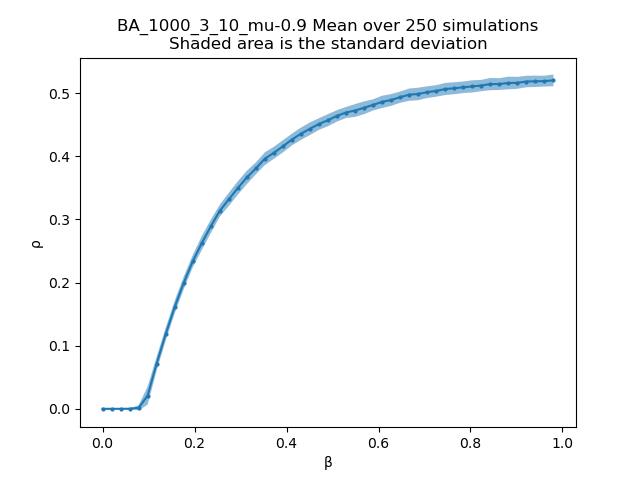 BA_1000_3_10_mu-0.9 Mean over 250 simulations
Shaded area is the standard deviation
0.5
0.4
0.3
0.2
0.1
0.0
ρ
0.0 0.2 0.4 0.6 0.8 1.0
β